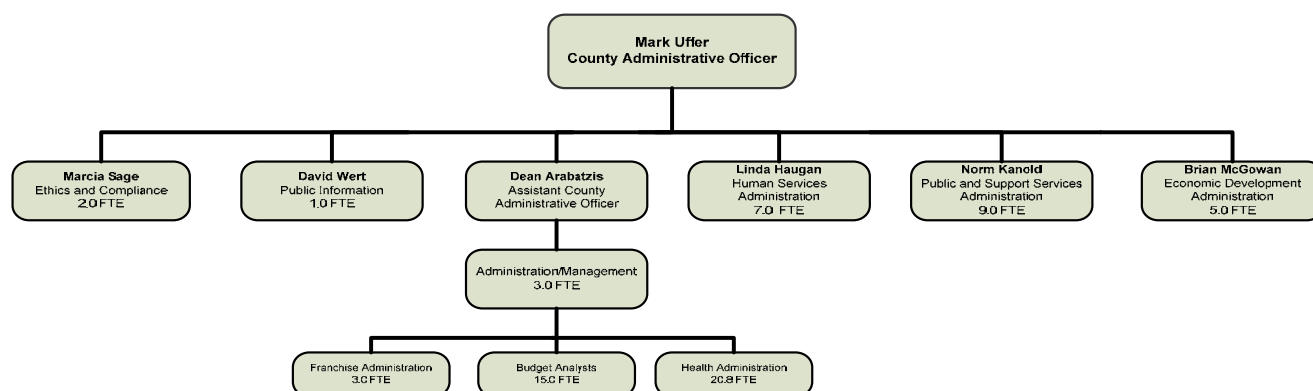 Mark Uffer
County Administrative Officer
Marcia Sage
Ethics and Compliance
2.0 FTE
David Wert
Public Information
1.0 FTE
Dean Arabatzis
Assistant County
Administrative Officer
Linda Haugan
Human Services
Administration
7.0 FTE
Norm Kanold
Public and Support Services
Administration
9.0 FTE
Brian McGowan
Economic Development
Administration
5.0 FTE
Administration/Management
3.0 FTE
Franchise Administration
3.0 FTE
Budget Analysts
15.0 FTE
Health Administration
20.8 FTE